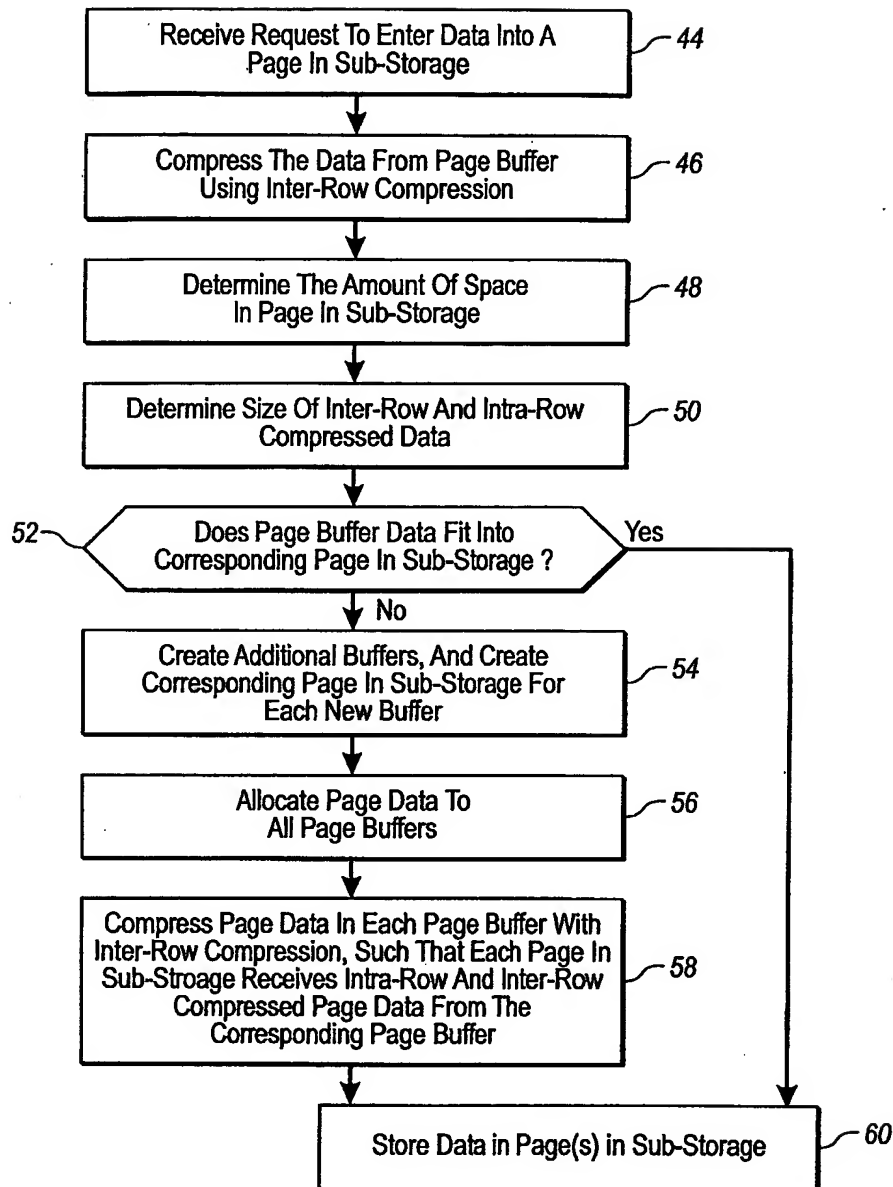 Receive Request To Enter Data Into A
Page In Sub-Storage
44
Compress The Data From Page Buffer
Using Inter-Row Compression
46
Determine The Amount Of Space
In Page In Sub-Storage
48
Determine Size Of Inter-Row And Intra-Row
Compressed Data
50
52
Does Page Buffer Data Fit Into
Corresponding Page In Sub-Storage ?
Yes
No
Create Additional Buffers, And Create
Corresponding Page In Sub-Storage For
Each New Buffer
54
Allocate Page Data To
All Page Buffers
56
Compress Page Data In Each Page Buffer With
Inter-Row Compression, Such That Each Page In
Sub-Stroage Receives Intra-Row And Inter-Row
Compressed Page Data From The
Corresponding Page Buffer
58
Store Data in Page(s) in Sub-Storage
60